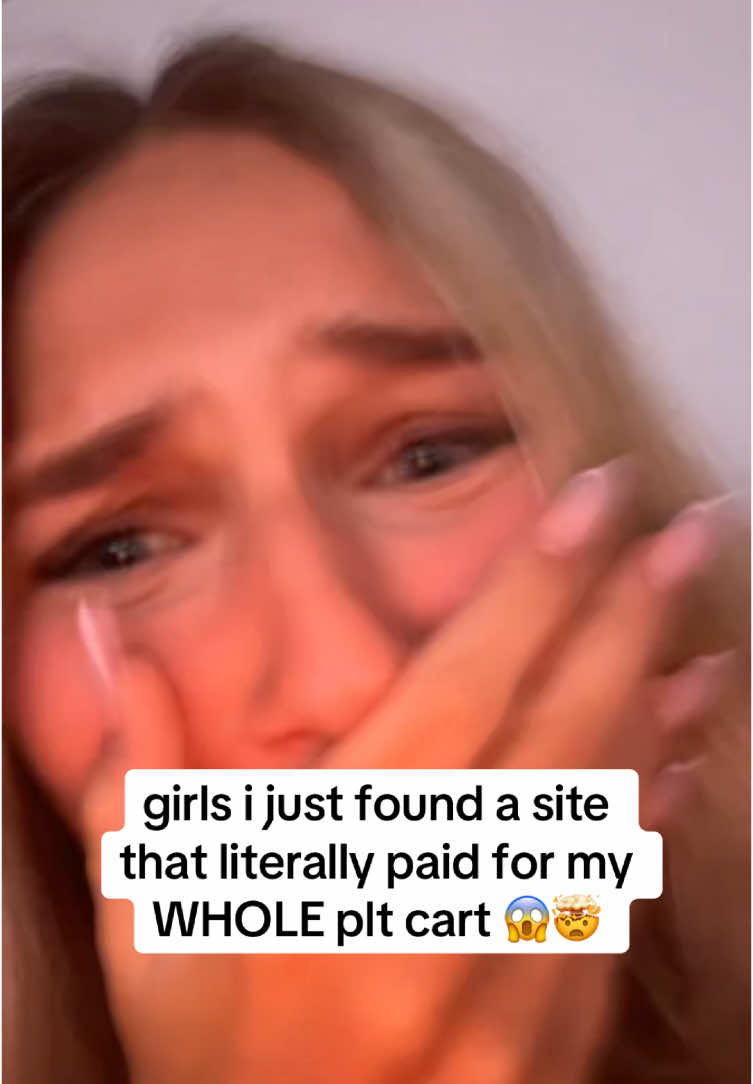 girls i just found a site
that literally paid for my
WHOLE plt cart 😱🤯